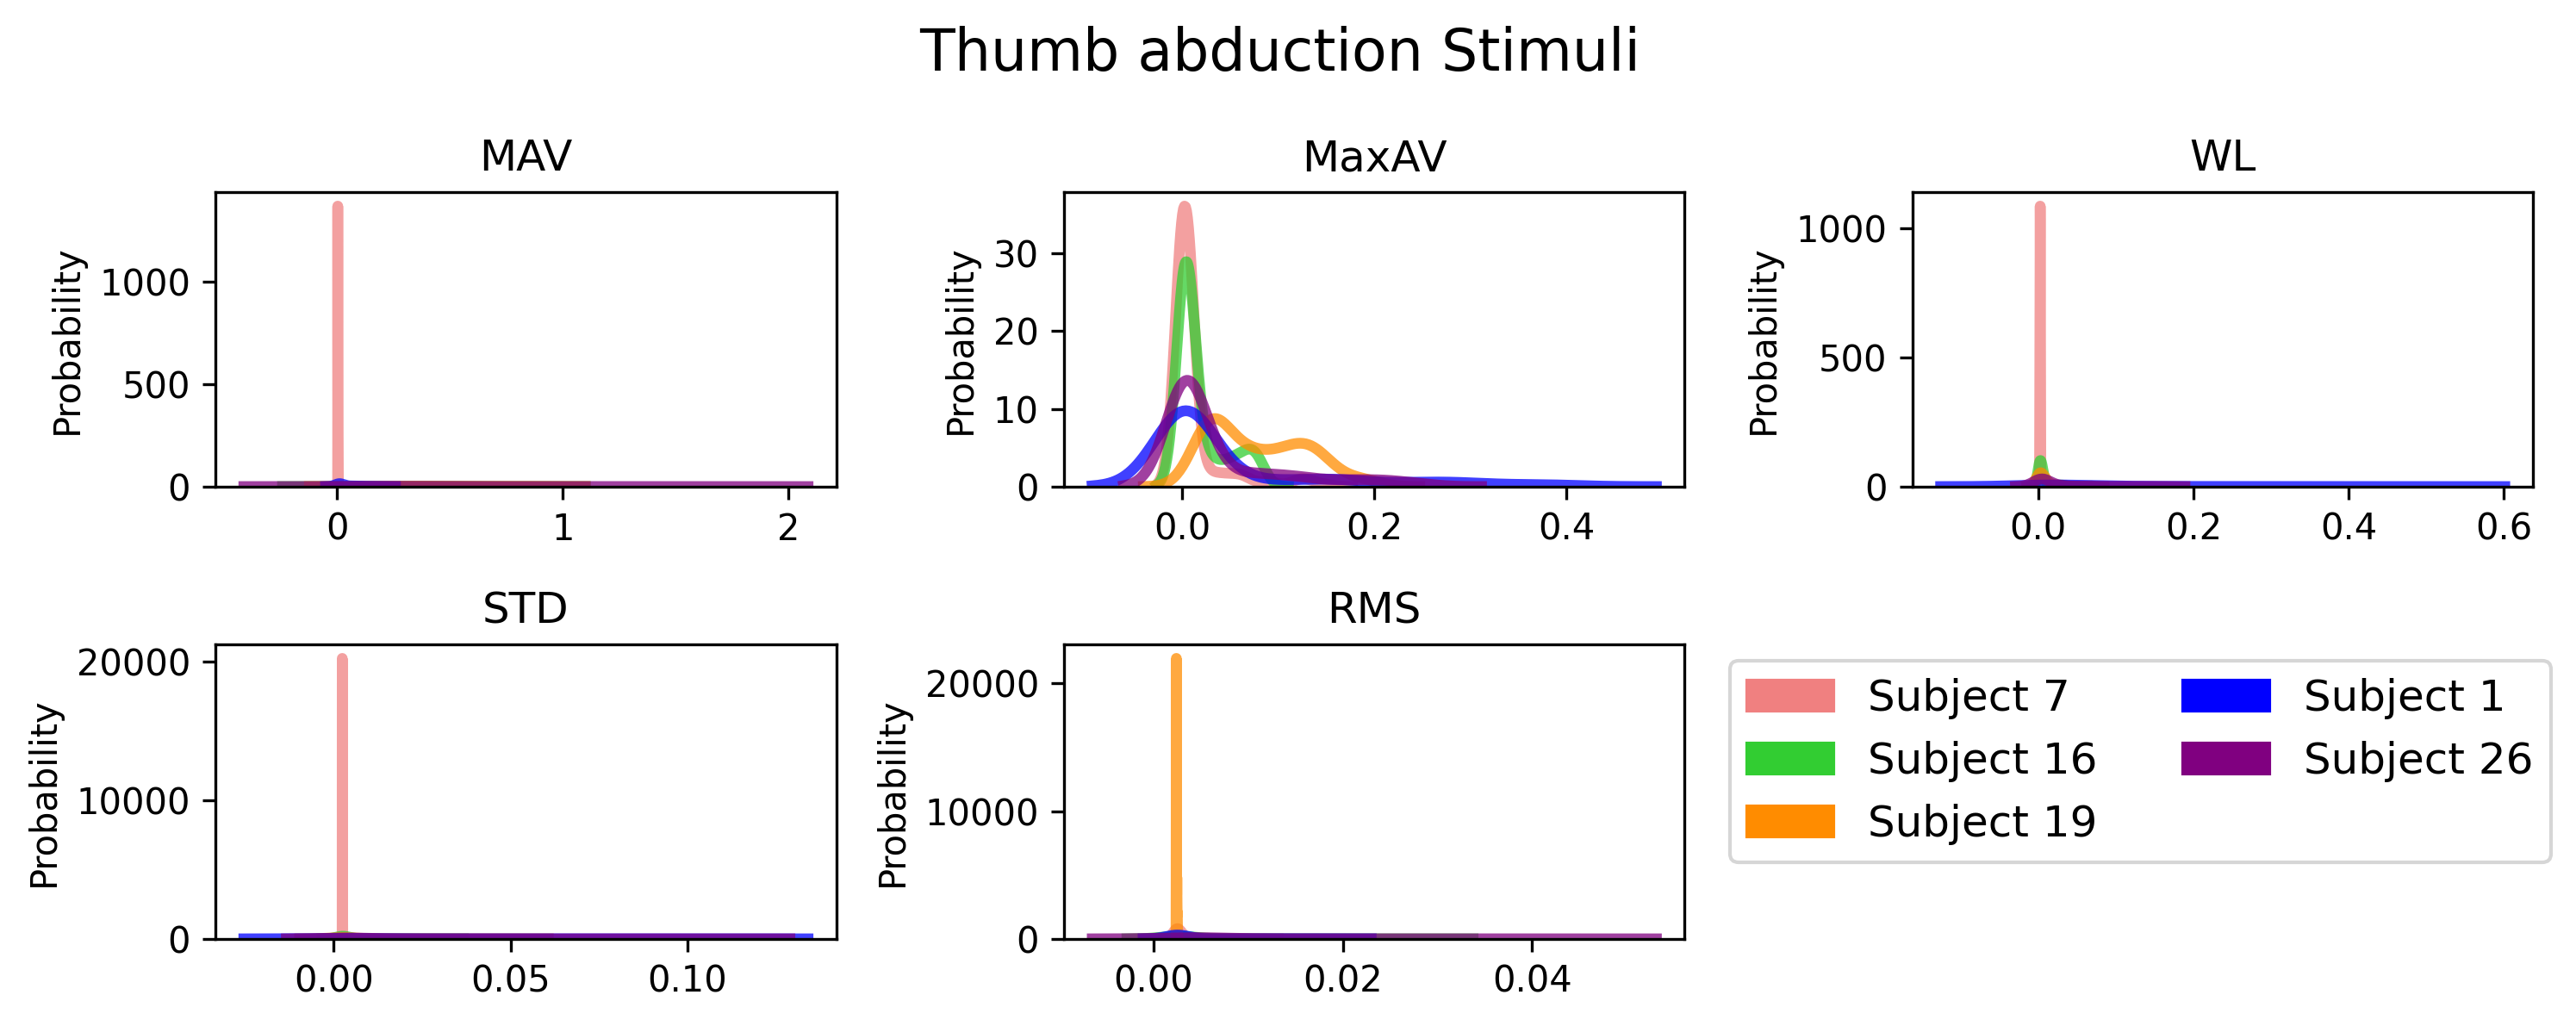 Thumb abduction Stimuli
MAV
Probability
1000
500
0
0 1 2
MaxAV
Probability
30
20
10
0
0.0 0.2 0.4
WL
Probability
1000
500
0
0.0 0.2 0.4 0.6
STD
Probability
20000
10000
0
0.00 0.05 0.10
RMS
Probability
20000
10000
0
0.00 0.02 0.04
Subject 7
Subject 16
Subject 19
Subject 1
Subject 26